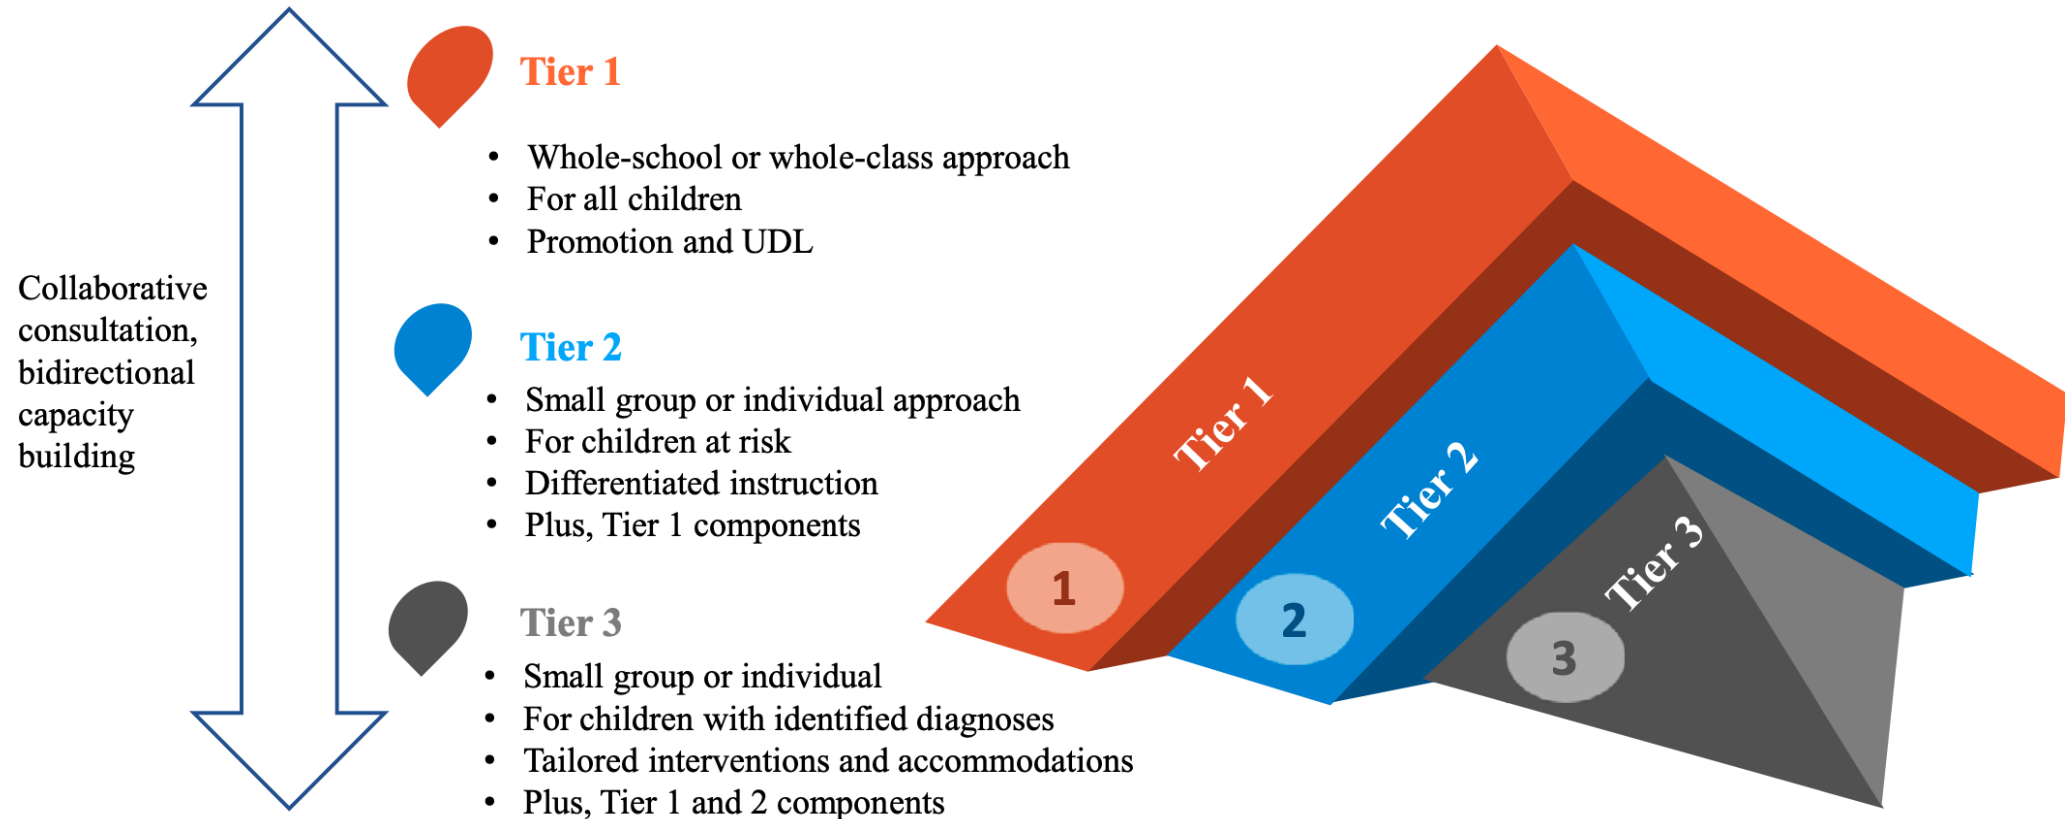 Collaborative
consultation,
bidirectional
capacity
building
Tier 1
• Whole-school or whole-class approach
• For all children
• Promotion and UDL
Tier 2
• Small group or individual approach
• For children at risk
• Differentiated instruction
• Plus, Tier 1 components
Tier 3
• Small group or individual
• For children with identified diagnoses
• Tailored interventions and accommodations
• Plus, Tier 1 and 2 components
Tier 1
1
Tier 2
2
Tier 3
3